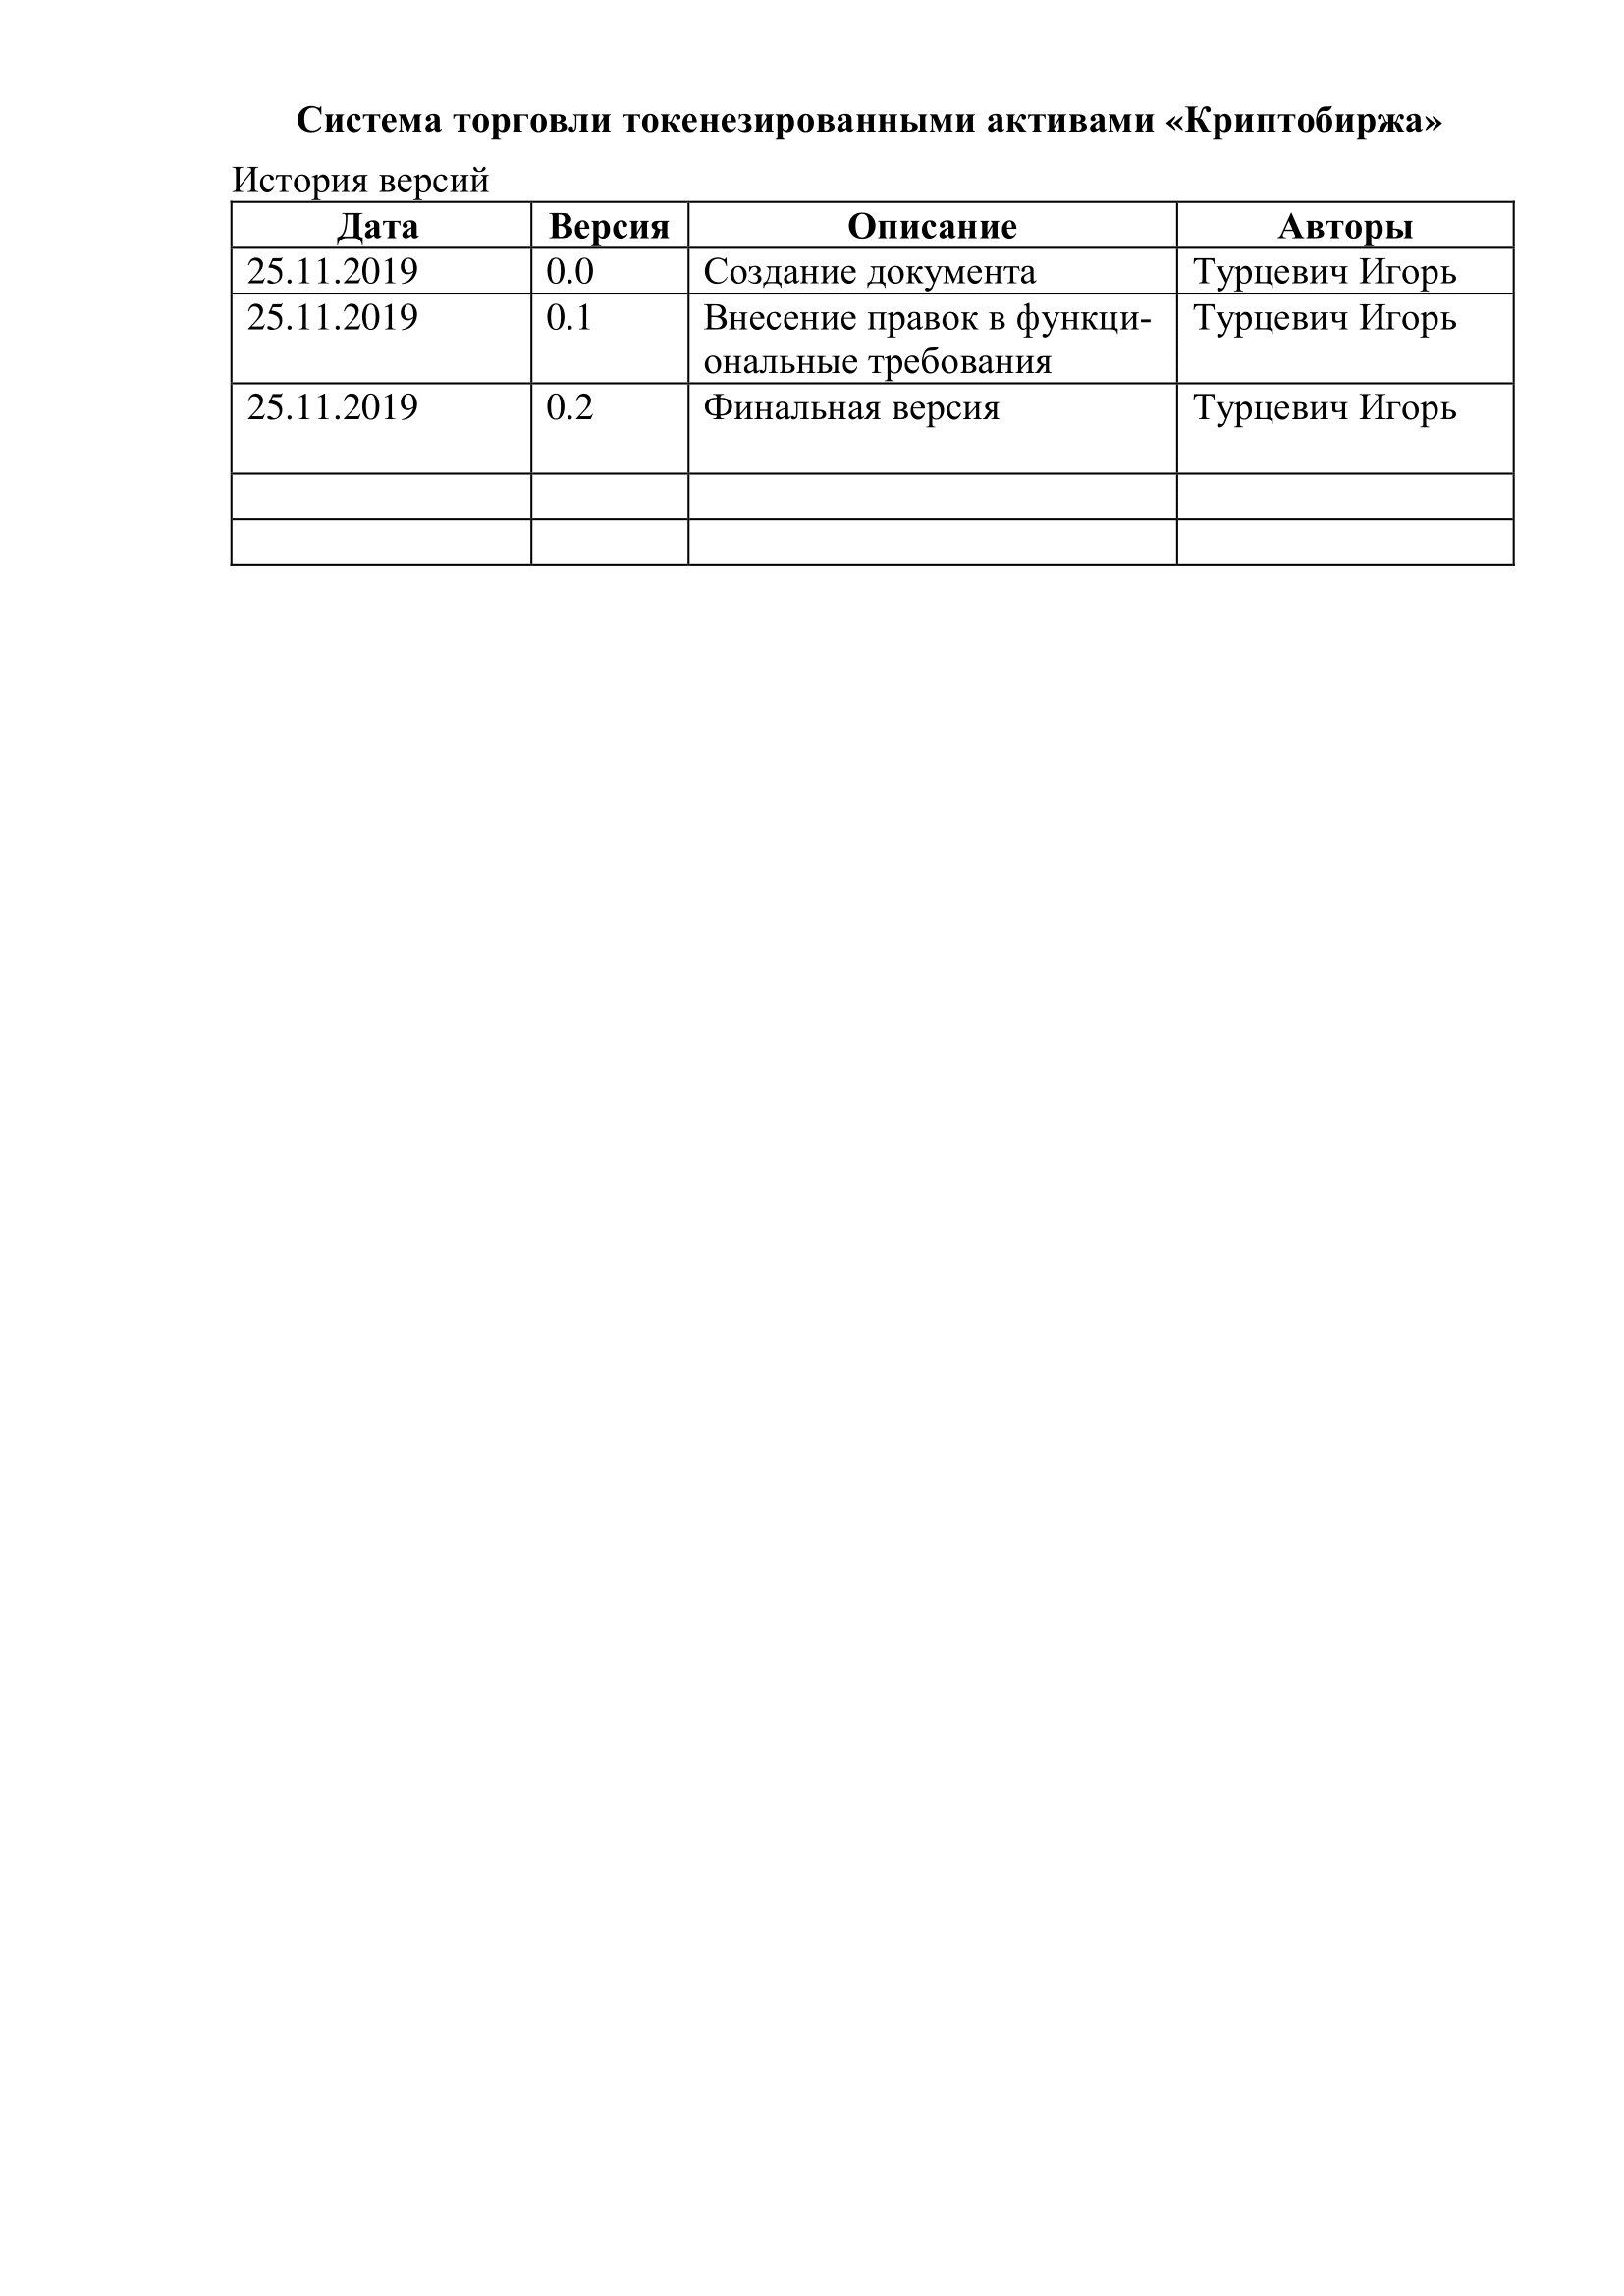 Система торговли токенезированными активами «Криптобиржа»
История версий
Дата Версия Описание Авторы
25.11.2019 0.0 Создание документа Турцевич Игорь
25.11.2019 0.1 Внесение правок в функци- Турцевич Игорь
ональные требования
25.11.2019 0.2 Финальная версия Турцевич Игорь